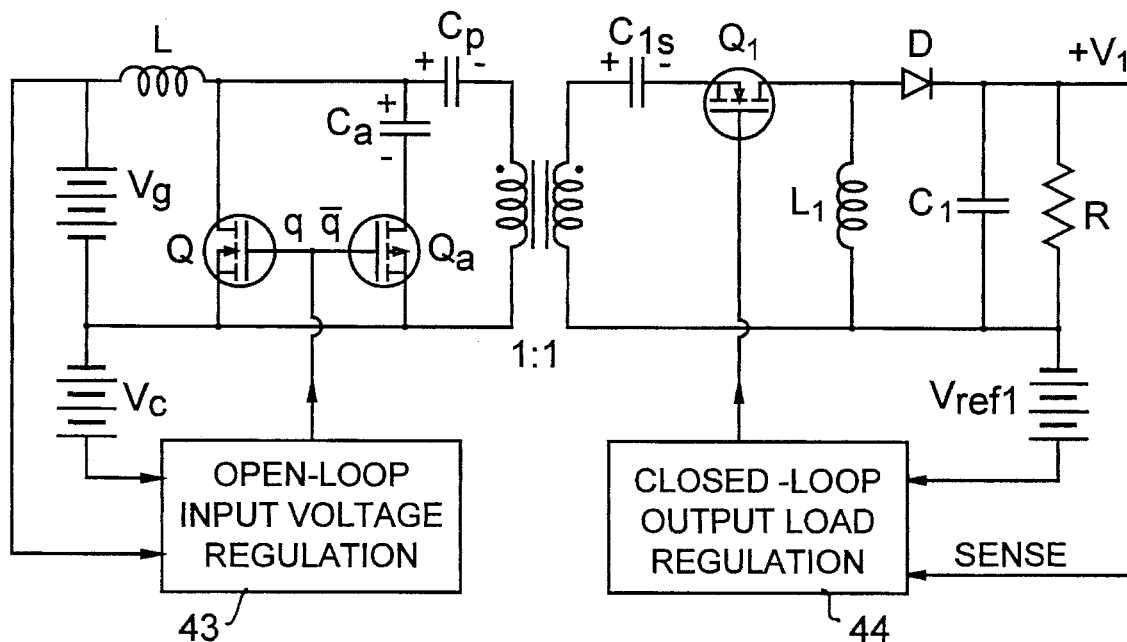 L
Cp
+ -
C1s
+ -
Q1
D
+V1
+
Ca
-
Vg
Q
q q̅
Qa
L1
C1
R
1:1
Vc
Vref1
OPEN-LOOP
INPUT VOLTAGE
REGULATION
CLOSED -LOOP
OUTPUT LOAD
REGULATION
SENSE
43
44